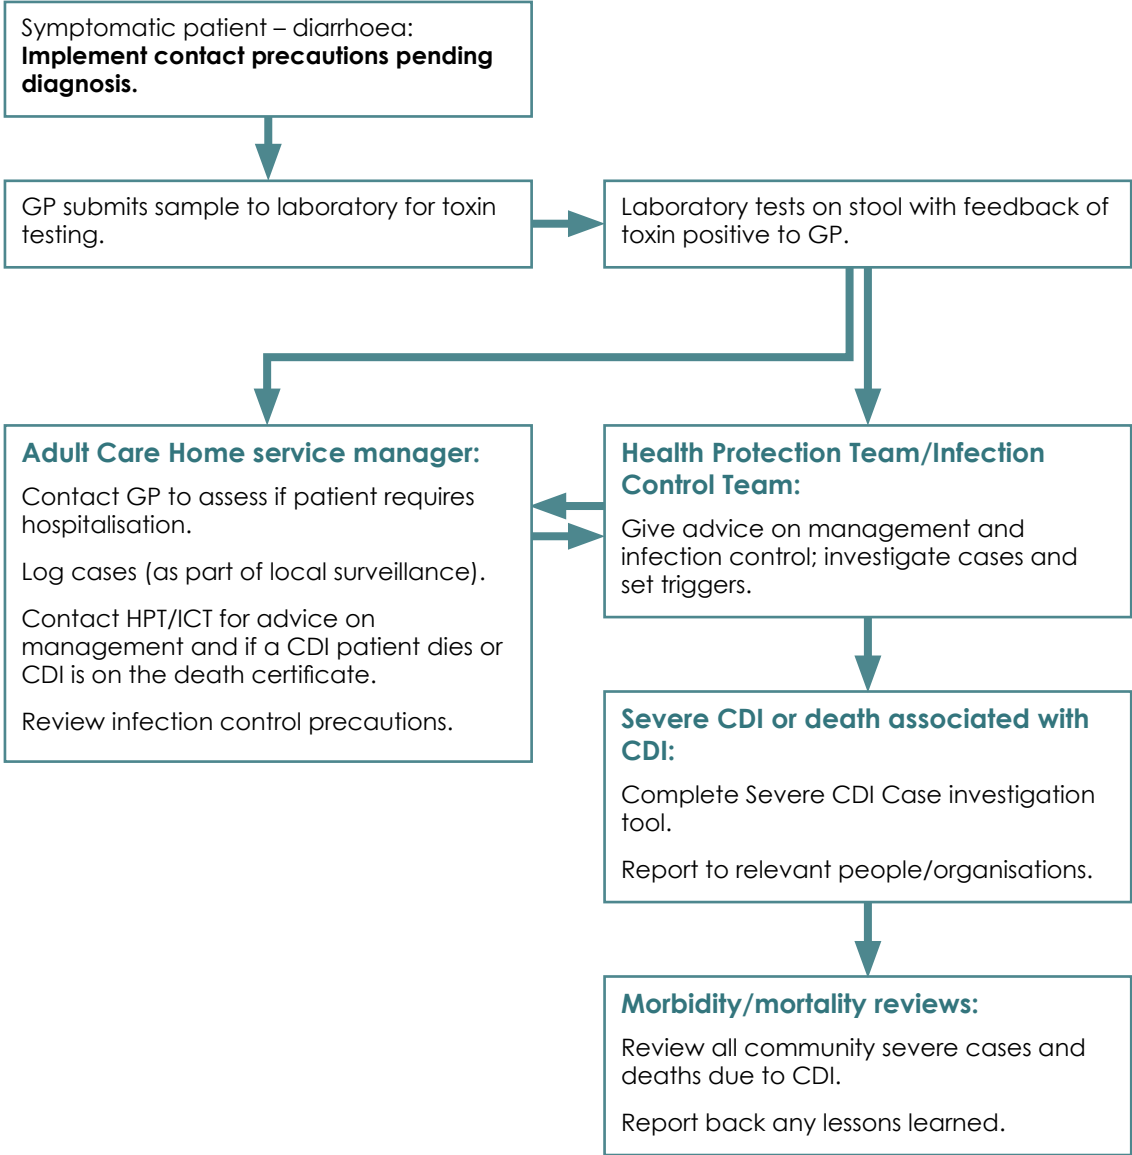 Symptomatic patient – diarrhoea:
Implement contact precautions pending
diagnosis.
GP submits sample to laboratory for toxin
testing.
Laboratory tests on stool with feedback of
toxin positive to GP.
Adult Care Home service manager:
Contact GP to assess if patient requires
hospitalisation.
Log cases (as part of local surveillance).
Contact HPT/ICT for advice on
management and if a CDI patient dies or
CDI is on the death certificate.
Review infection control precautions.
Health Protection Team/Infection
Control Team:
Give advice on management and
infection control; investigate cases and
set triggers.
Severe CDI or death associated with
CDI:
Complete Severe CDI Case investigation
tool.
Report to relevant people/organisations.
Morbidity/mortality reviews:
Review all community severe cases and
deaths due to CDI.
Report back any lessons learned.